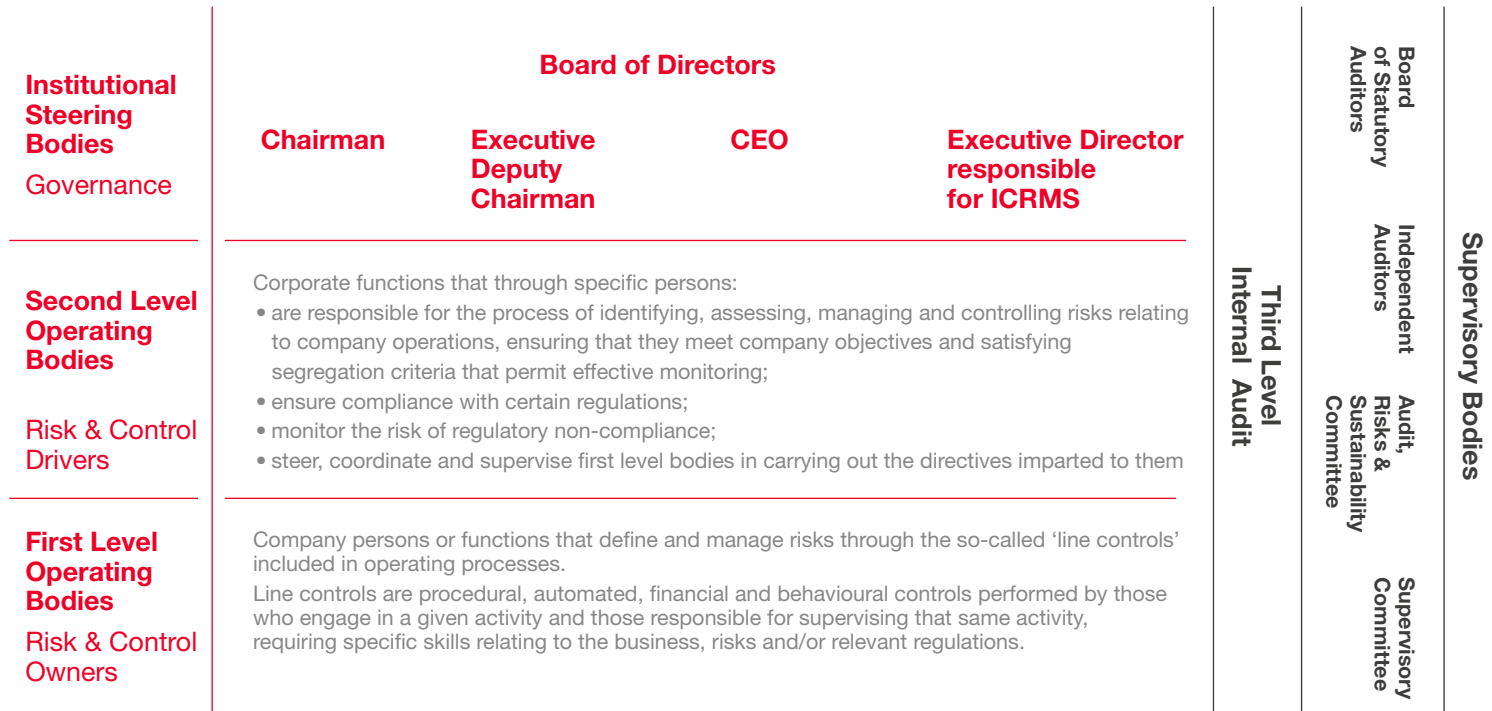 Institutional
Steering
Bodies
Governance
Board of Directors
Chairman
Executive
Deputy
Chairman
CEO
Executive Director
responsible
for ICRMS
Second Level
Operating
Bodies
Risk & Control
Drivers
Corporate functions that through specific persons:
• are responsible for the process of identifying, assessing, managing and controlling risks relating
to company operations, ensuring that they meet company objectives and satisfying
segregation criteria that permit effective monitoring;
• ensure compliance with certain regulations;
• monitor the risk of regulatory non-compliance;
• steer, coordinate and supervise first level bodies in carrying out the directives imparted to them
First Level
Operating
Bodies
Risk & Control
Owners
Company persons or functions that define and manage risks through the so-called ‘line controls’
included in operating processes.
Line controls are procedural, automated, financial and behavioural controls performed by those
who engage in a given activity and those responsible for supervising that same activity,
requiring specific skills relating to the business, risks and/or relevant regulations.
Third Level
Internal Audit
Board
of Statutory
Auditors
Independent
Auditors
Audit,
Risks &
Sustainability
Committee
Supervisory
Committee
Supervisory Bodies